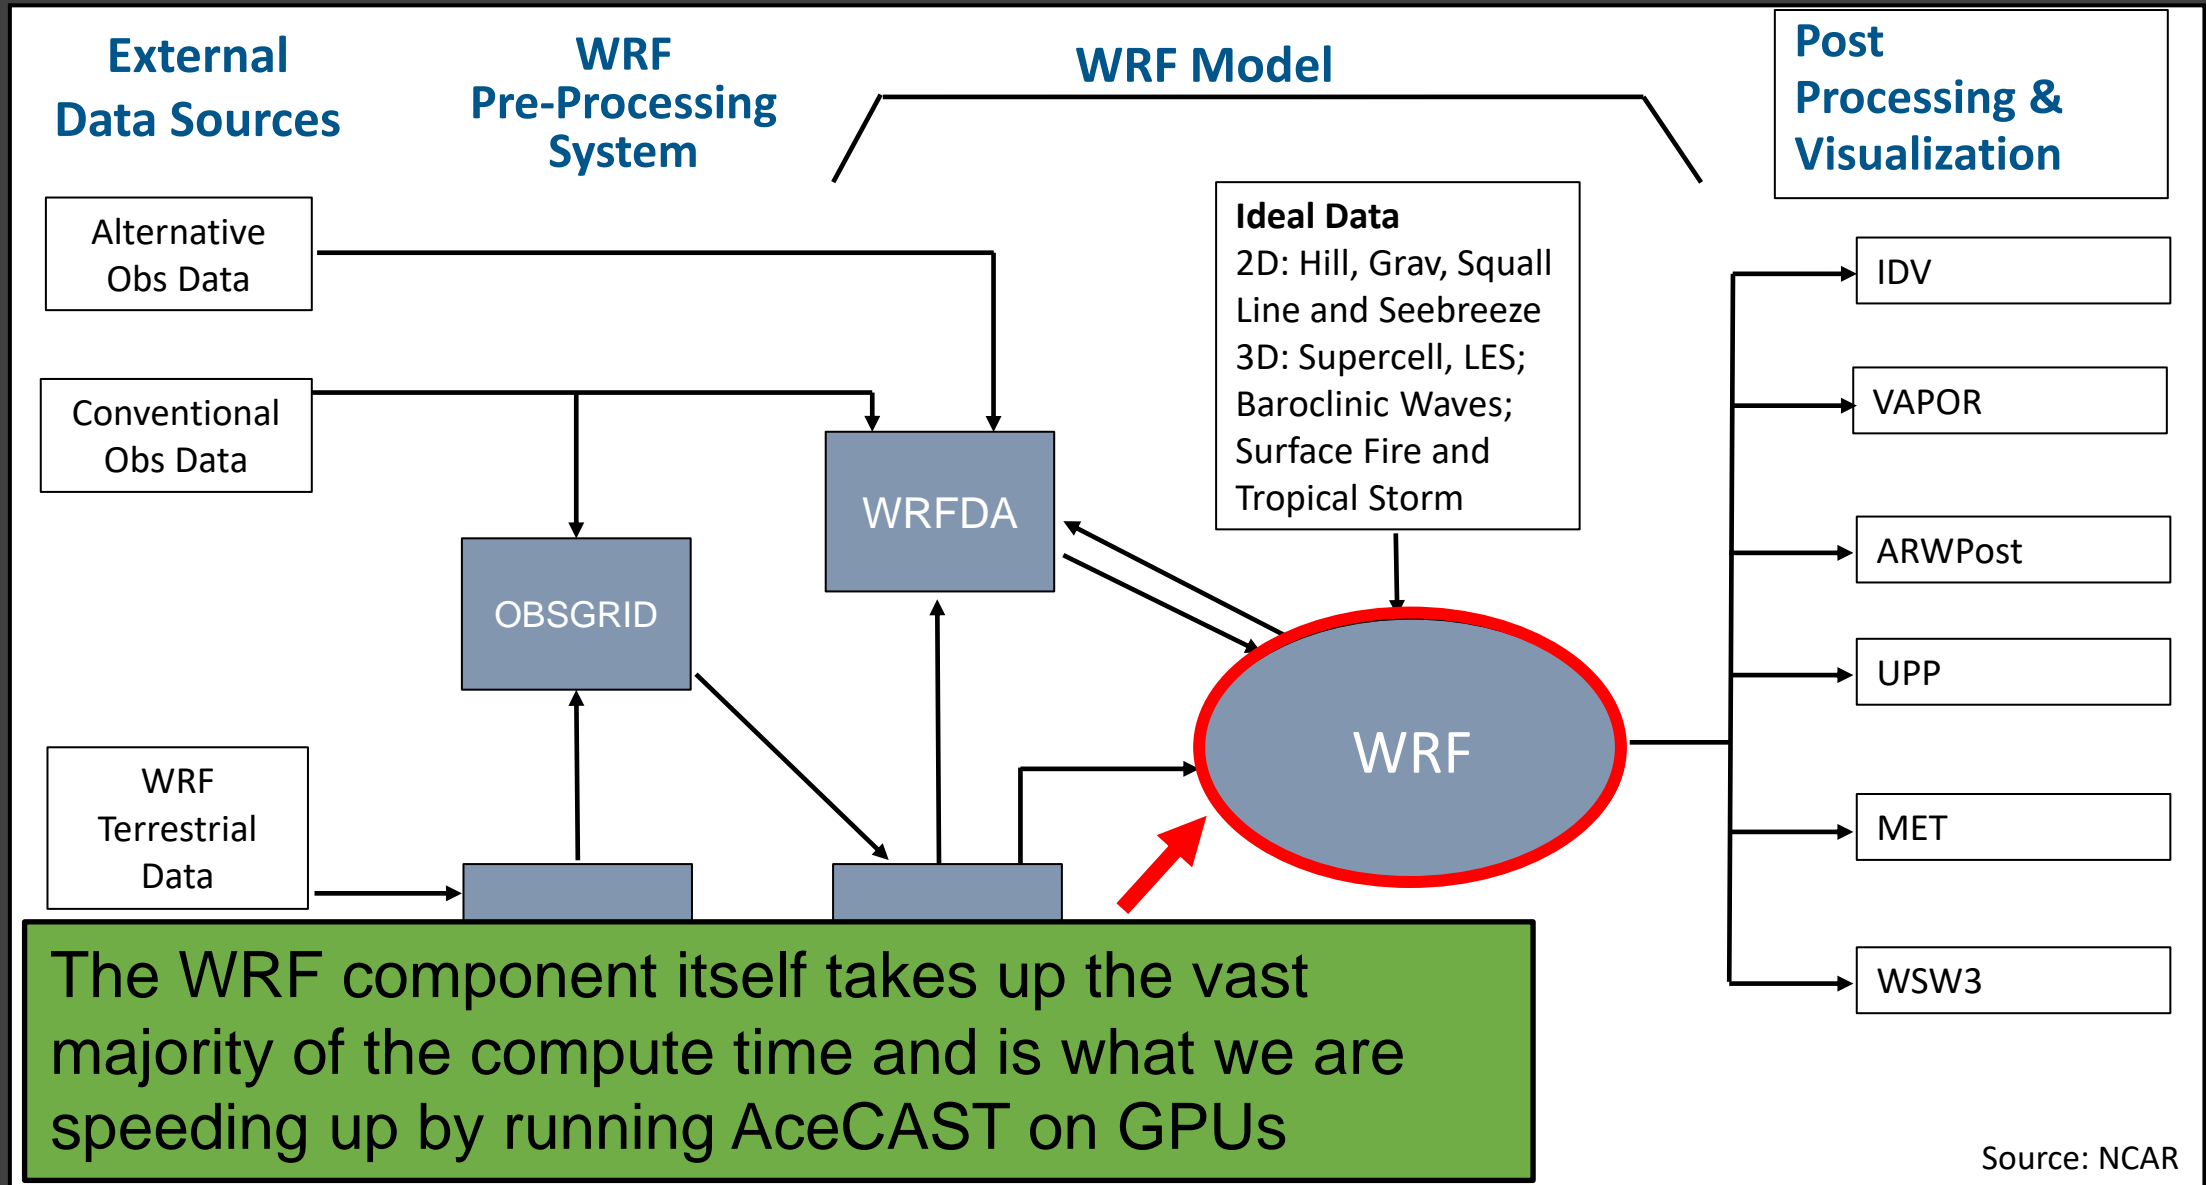 External
Data Sources
WRF
Pre-Processing
System
WRF Model
Post
Processing &
Visualization
Alternative
Obs Data
Conventional
Obs Data
WRF
Terrestrial
Data
OBSGRID
WRFDA
Ideal Data
2D: Hill, Grav, Squall
Line and Seebreeze
3D: Supercell, LES;
Baroclinic Waves;
Surface Fire and
Tropical Storm
WRF
IDV
VAPOR
ARWPost
UPP
MET
WSW3
The WRF component itself takes up the vast
majority of the compute time and is what we are
speeding up by running AceCAST on GPUs
Source: NCAR